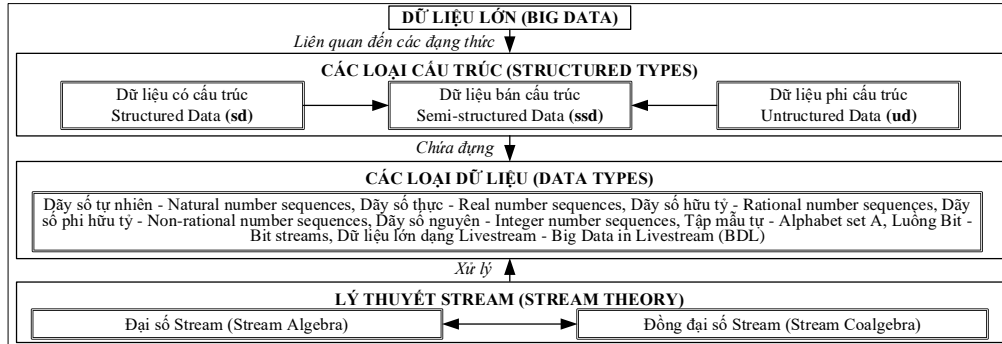 DỮ LIỆU LỚN (BIG DATA)
Liên quan đến các đạng thức
CÁC LOẠI CẤU TRÚC (STRUCTURED TYPES)
Dữ liệu có cấu trúc
Structured Data (sd)
Dữ liệu bán cấu trúc
Semi-structured Data (ssd)
Dữ liệu phi cấu trúc
Untructured Data (ud)
Chứa đựng
CÁC LOẠI DỮ LIỆU (DATA TYPES)
Dãy số tự nhiên - Natural number sequences, Dãy số thực - Real number sequences, Dãy số hữu tỷ - Rational number sequences, Dãy
số phi hữu tỷ - Non-rational number sequences, Dãy số nguyên - Integer number sequences, Tập mẫu tự - Alphabet set A, Luồng Bit -
Bit streams, Dữ liệu lớn dạng Livestream - Big Data in Livestream (BDL)
Xử lý
LÝ THUYẾT STREAM (STREAM THEORY)
Đại số Stream (Stream Algebra)
Đồng đại số Stream (Stream Coalgebra)